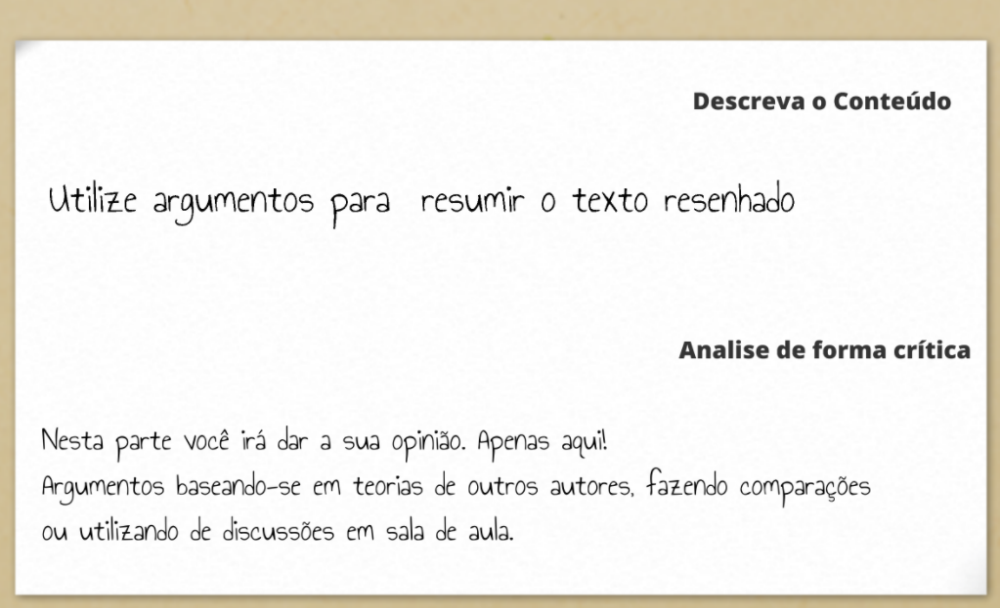 Descreva o Conteúdo
Utilize argumentos para resumir o texto resenhado
Analise de forma crítica
Nesta parte você irá dar a sua opinião. Apenas aqui!
Argumentos baseando-se em teorias de outros autores, fazendo comparações
ou utilizando de discussões em sala de aula.